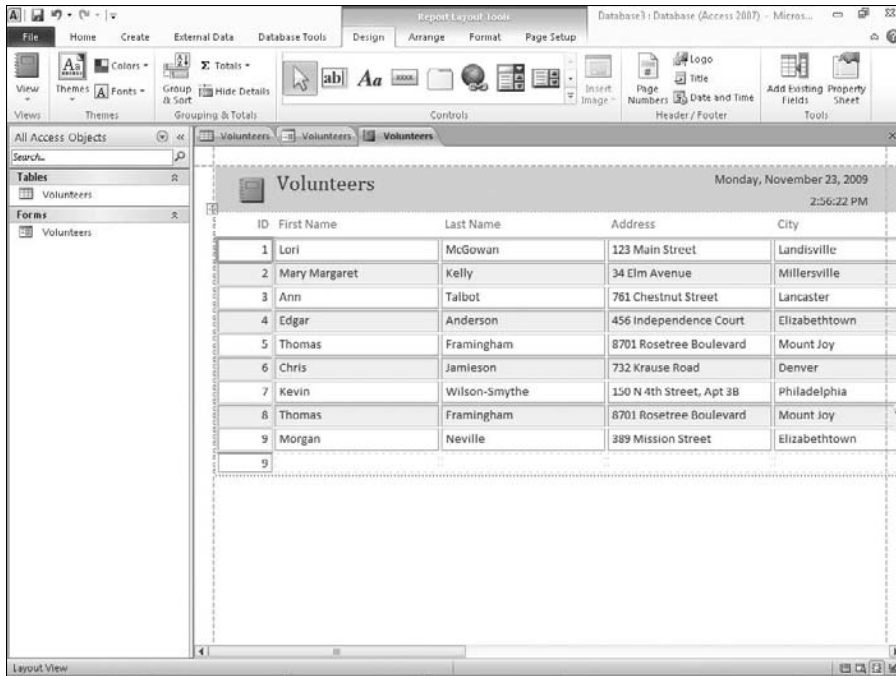 Report Layout Tools
Database3 : Database (Access 2007) - Micros...
File Home Create External Data Database Tools Design Arrange Format Page Setup
View
Themes
Colors
Fonts
Group & Sort
Σ Totals
Hide Details
ab
Aa
xxxx
Insert Image
Page Numbers
Logo
Title
Date and Time
Add Existing Fields
Property Sheet
Views Themes Grouping & Totals Controls Header / Footer Tools
All Access Objects
Search...
Tables
Volunteers
Forms
Volunteers
Volunteers Volunteers Volunteers
Volunteers
Monday, November 23, 2009
2:56:22 PM
ID First Name Last Name Address City
1 Lori McGowan 123 Main Street Landisville
2 Mary Margaret Kelly 34 Elm Avenue Millersville
3 Ann Talbot 761 Chestnut Street Lancaster
4 Edgar Anderson 456 Independence Court Elizabethtown
5 Thomas Framingham 8701 Rosetree Boulevard Mount Joy
6 Chris Jamieson 732 Krause Road Denver
7 Kevin Wilson-Smythe 150 N 4th Street, Apt 3B Philadelphia
8 Thomas Framingham 8701 Rosetree Boulevard Mount Joy
9 Morgan Neville 389 Mission Street Elizabethtown
9
Layout View